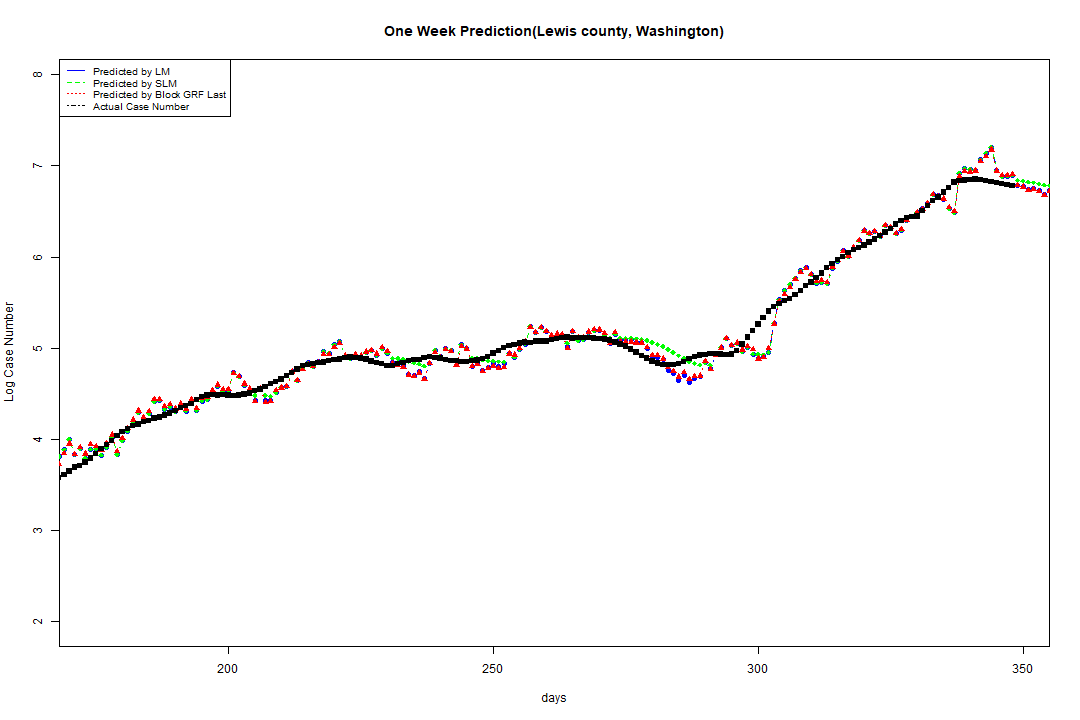 One Week Prediction(Lewis county, Washington)
Predicted by LM
Predicted by SLM
Predicted by Block GRF Last
Actual Case Number
8
7
6
5
4
3
2
Log Case Number
200
250
300
350
days